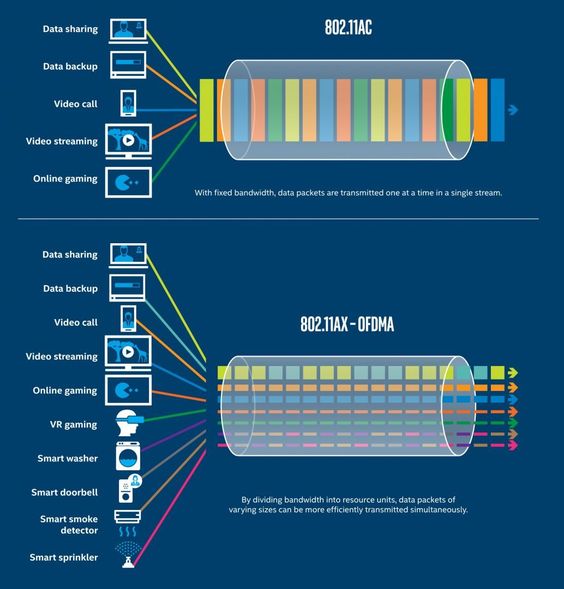 802.11AC
Data sharing
Data backup
Video call
Video streaming
Online gaming
With fixed bandwidth, data packets are transmitted one at a time in a single stream.
802.11AX – OFDMA
Data sharing
Data backup
Video call
Video streaming
Online gaming
VR gaming
Smart washer
Smart doorbell
Smart smoke
detector
Smart sprinkler
By dividing bandwidth into resource units, data packets of
varying sizes can be more efficiently transmitted simultaneously.